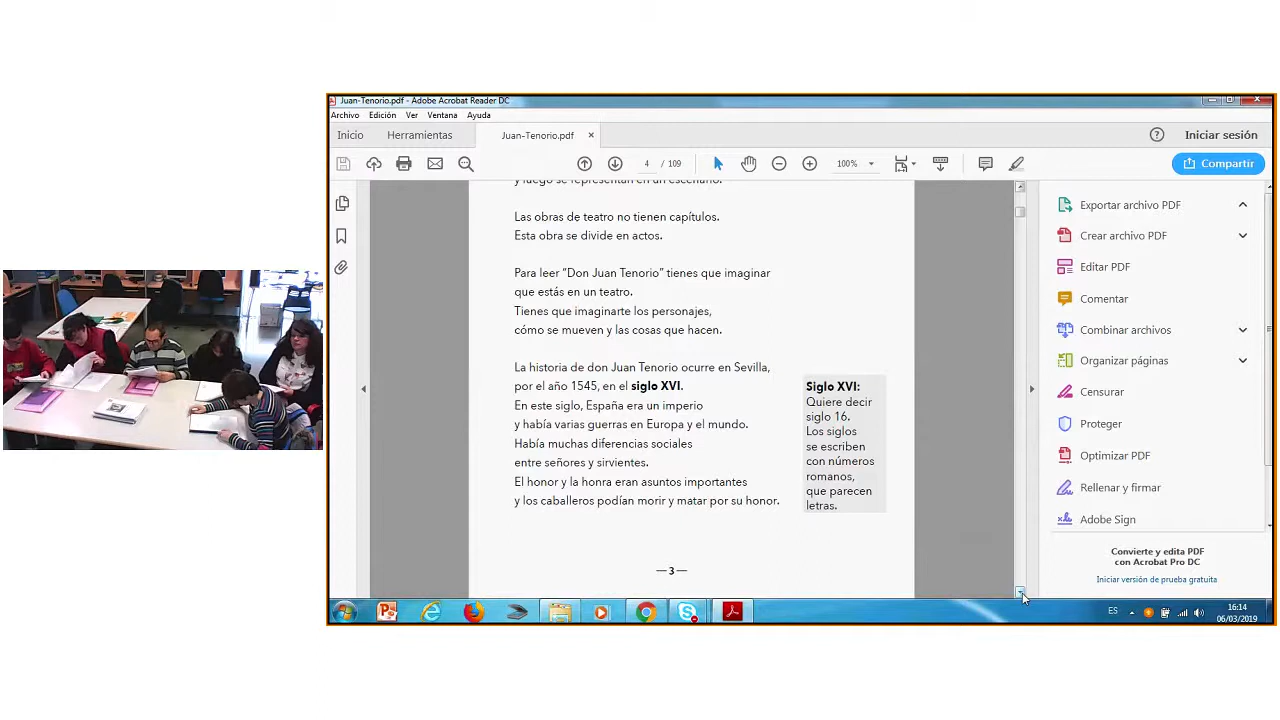 Juan-Tenorio.pdf - Adobe Acrobat Reader DC
Archivo Edición Ver Ventana Ayuda
Inicio Herramientas Juan-Tenorio.pdf × Iniciar sesión
4 / 109 100% Compartir
y luego se representan en un escenario.
Las obras de teatro no tienen capítulos.
Esta obra se divide en actos.
Para leer “Don Juan Tenorio” tienes que imaginar
que estás en un teatro.
Tienes que imaginarte los personajes,
cómo se mueven y las cosas que hacen.
La historia de don Juan Tenorio ocurre en Sevilla,
por el año 1545, en el siglo XVI.
En este siglo, España era un imperio
y había varias guerras en Europa y el mundo.
Había muchas diferencias sociales
entre señores y sirvientes.
El honor y la honra eran asuntos importantes
y los caballeros podían morir y matar por su honor.
Siglo XVI:
Quiere decir
siglo 16.
Los siglos
se escriben
con números
romanos,
que parecen
letras.
—3—
Exportar archivo PDF
Crear archivo PDF
Editar PDF
Comentar
Combinar archivos
Organizar páginas
Censurar
Proteger
Optimizar PDF
Rellenar y firmar
Adobe Sign
Convierte y edita PDF
con Acrobat Pro DC
Iniciar versión de prueba gratuita
ES
16:14
06/03/2019